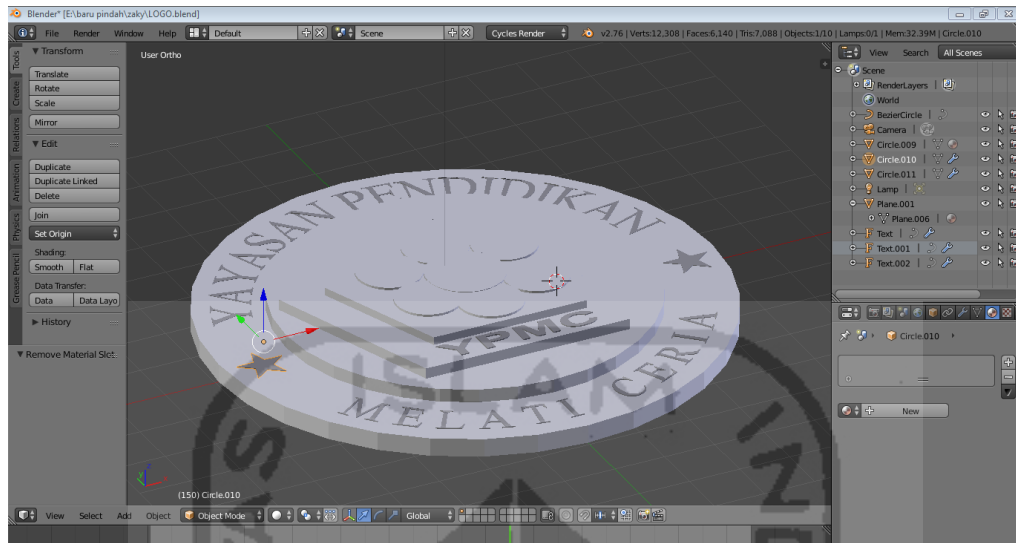 Blender* [E:\baru pindah\zaky\LOGO.blend]
File Render Window Help Default Scene Cycles Render v2.76 | Verts:12,308 | Faces:6,140 | Tris:7,088 | Objects:1/10 | Lamps:0/1 | Mem:32.39M | Circle.010
Tools
Create
Relations
Animation
Physics
Grease Pencil
Transform
Translate
Rotate
Scale
Mirror
Edit
Duplicate
Duplicate Linked
Delete
Join
Set Origin
Shading:
Smooth Flat
Data Transfer:
Data Data Layo
History
Remove Material Slot
User Ortho
YAYASAN PENDIDIKAN
YPMC
MELATI CERIA
ISLAM
(150) Circle.010
View Select Add Object Object Mode Global
View Search All Scenes
Scene
RenderLayers |
World
BezierCircle |
Camera |
Circle.009 |
Circle.010 |
Circle.011 |
Lamp |
Plane.001
Plane.006 |
Text |
Text.001 |
Text.002 |
Circle.010
New